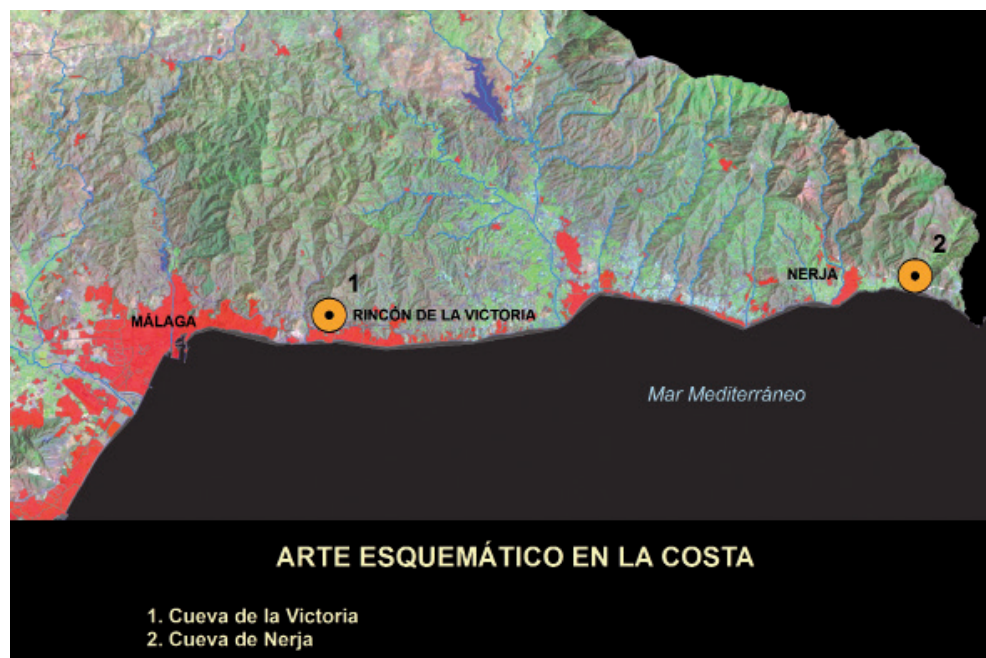 2
1
NERJA
MÁLAGA
RINCÓN DE LA VICTORIA
Mar Mediterráneo
ARTE ESQUEMÁTICO EN LA COSTA
1. Cueva de la Victoria
2. Cueva de Nerja